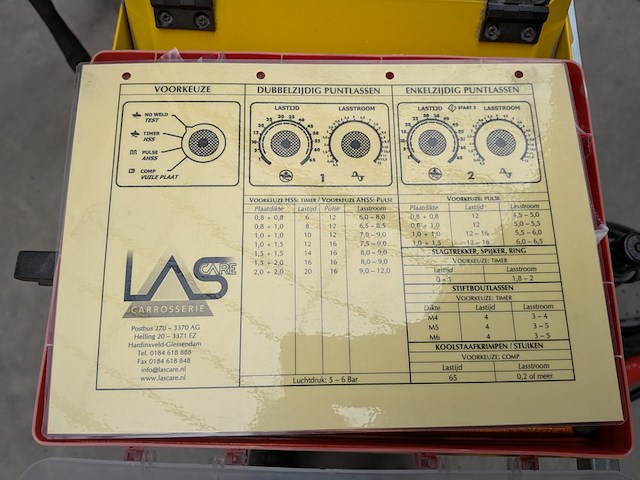 VOORKEUZE
NO WELD
TEST
TIMER
HSS
PULSE
AHSS
COMP
VUILE PLAAT
DUBBELZIJDIG PUNTLASSEN
LASTIJD LASSTROOM
1
ENKELZIJDIG PUNTLASSEN
LASTIJD START 2 LASSTROOM
2
VOORKEUZE HSS: TIMER / VOORKEUZE AHSS: PULSE
Plaatdikte Lastijd Pulse Lasstroom
0,8 + 0,8 6 12 6,0 – 8,0
0,8 + 1,0 8 12 6,5 – 8,5
1,0 + 1,0 10 12 7,0 – 9,0
1,0 + 1,5 12 16 7,5 – 9,0
1,5 + 1,5 14 16 8,0 – 9,0
1,5 + 2,0 16 16 8,0 – 9,0
2,0 + 2,0 20 16 9,0 – 12,0
Luchtdruk: 5 – 6 Bar
VOORKEUZE: PULSE
Plaatdikte Lastijd Lasstroom
0,8 + 0,8 12 4,5 – 5,0
0,8 + 1,0 12 5,0 – 5,5
1,0 + 1,0 12 – 16 5,5 – 6,0
1,0 + 1,5 12 – 16 6,0 – 6,5
SLAGTREKKER, SPIJKER, RING
VOORKEUZE: TIMER
Lastijd Lasstroom
0 – 1 1,8 – 2
STIFTBOUTLASSEN
VOORKEUZE: TIMER
Dikte Lastijd Lasstroom
M4 4 3 – 4
M5 4 3 – 5
M6 4 3 – 5
KOOLSTAAFKRIMPEN / STUIKEN
VOORKEUZE: COMP
Lastijd Lasstroom
65 0,2 of meer
LAS CARE
CARROSSERIE
Postbus 270 – 3370 AG
Helling 20 – 3371 EZ
Hardinxveld-Giessendam
Tel. 0184 618 888
Fax 0184 618 848
info@lascare.nl
www.lascare.nl